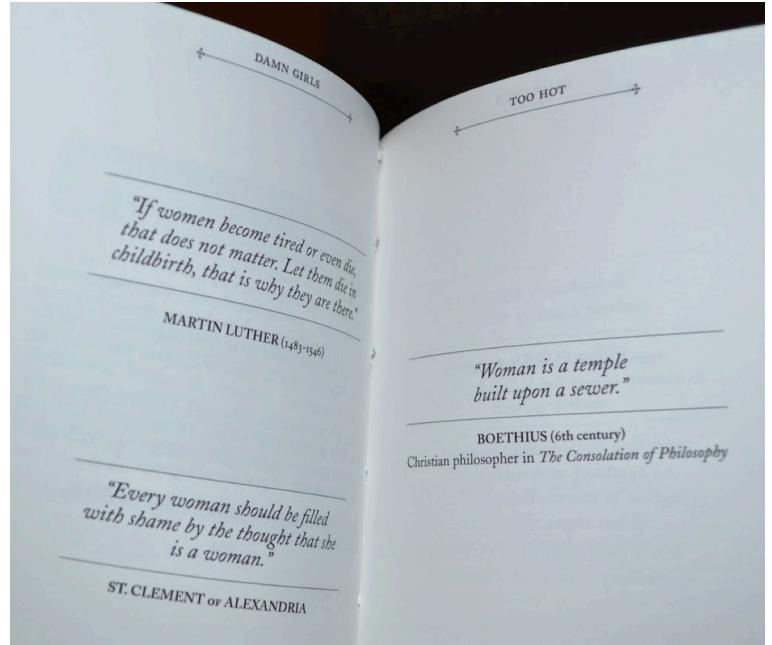 DAMN GIRLS
"If women become tired or even die,
that does not matter. Let them die in
childbirth, that is why they are there."
MARTIN LUTHER (1483-1546)
"Every woman should be filled
with shame by the thought that she
is a woman."
ST. CLEMENT OF ALEXANDRIA
TOO HOT
"Woman is a temple
built upon a sewer."
BOETHIUS (6th century)
Christian philosopher in The Consolation of Philosophy